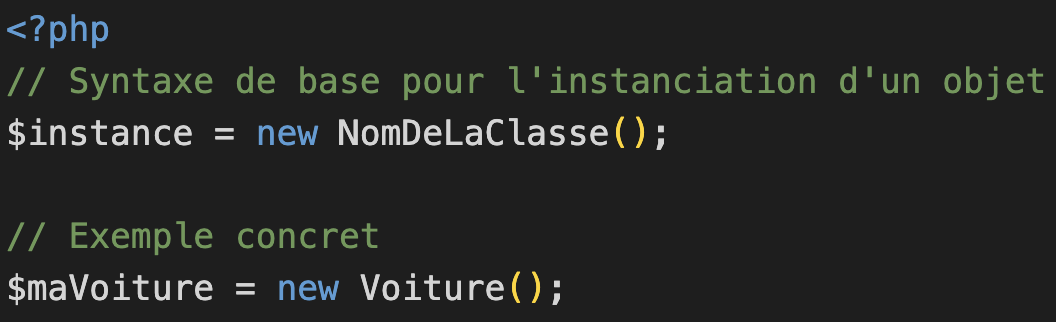 <?php
// Syntaxe de base pour l'instanciation d'un objet
$instance = new NomDeLaClasse();
// Exemple concret
$maVoiture = new Voiture();